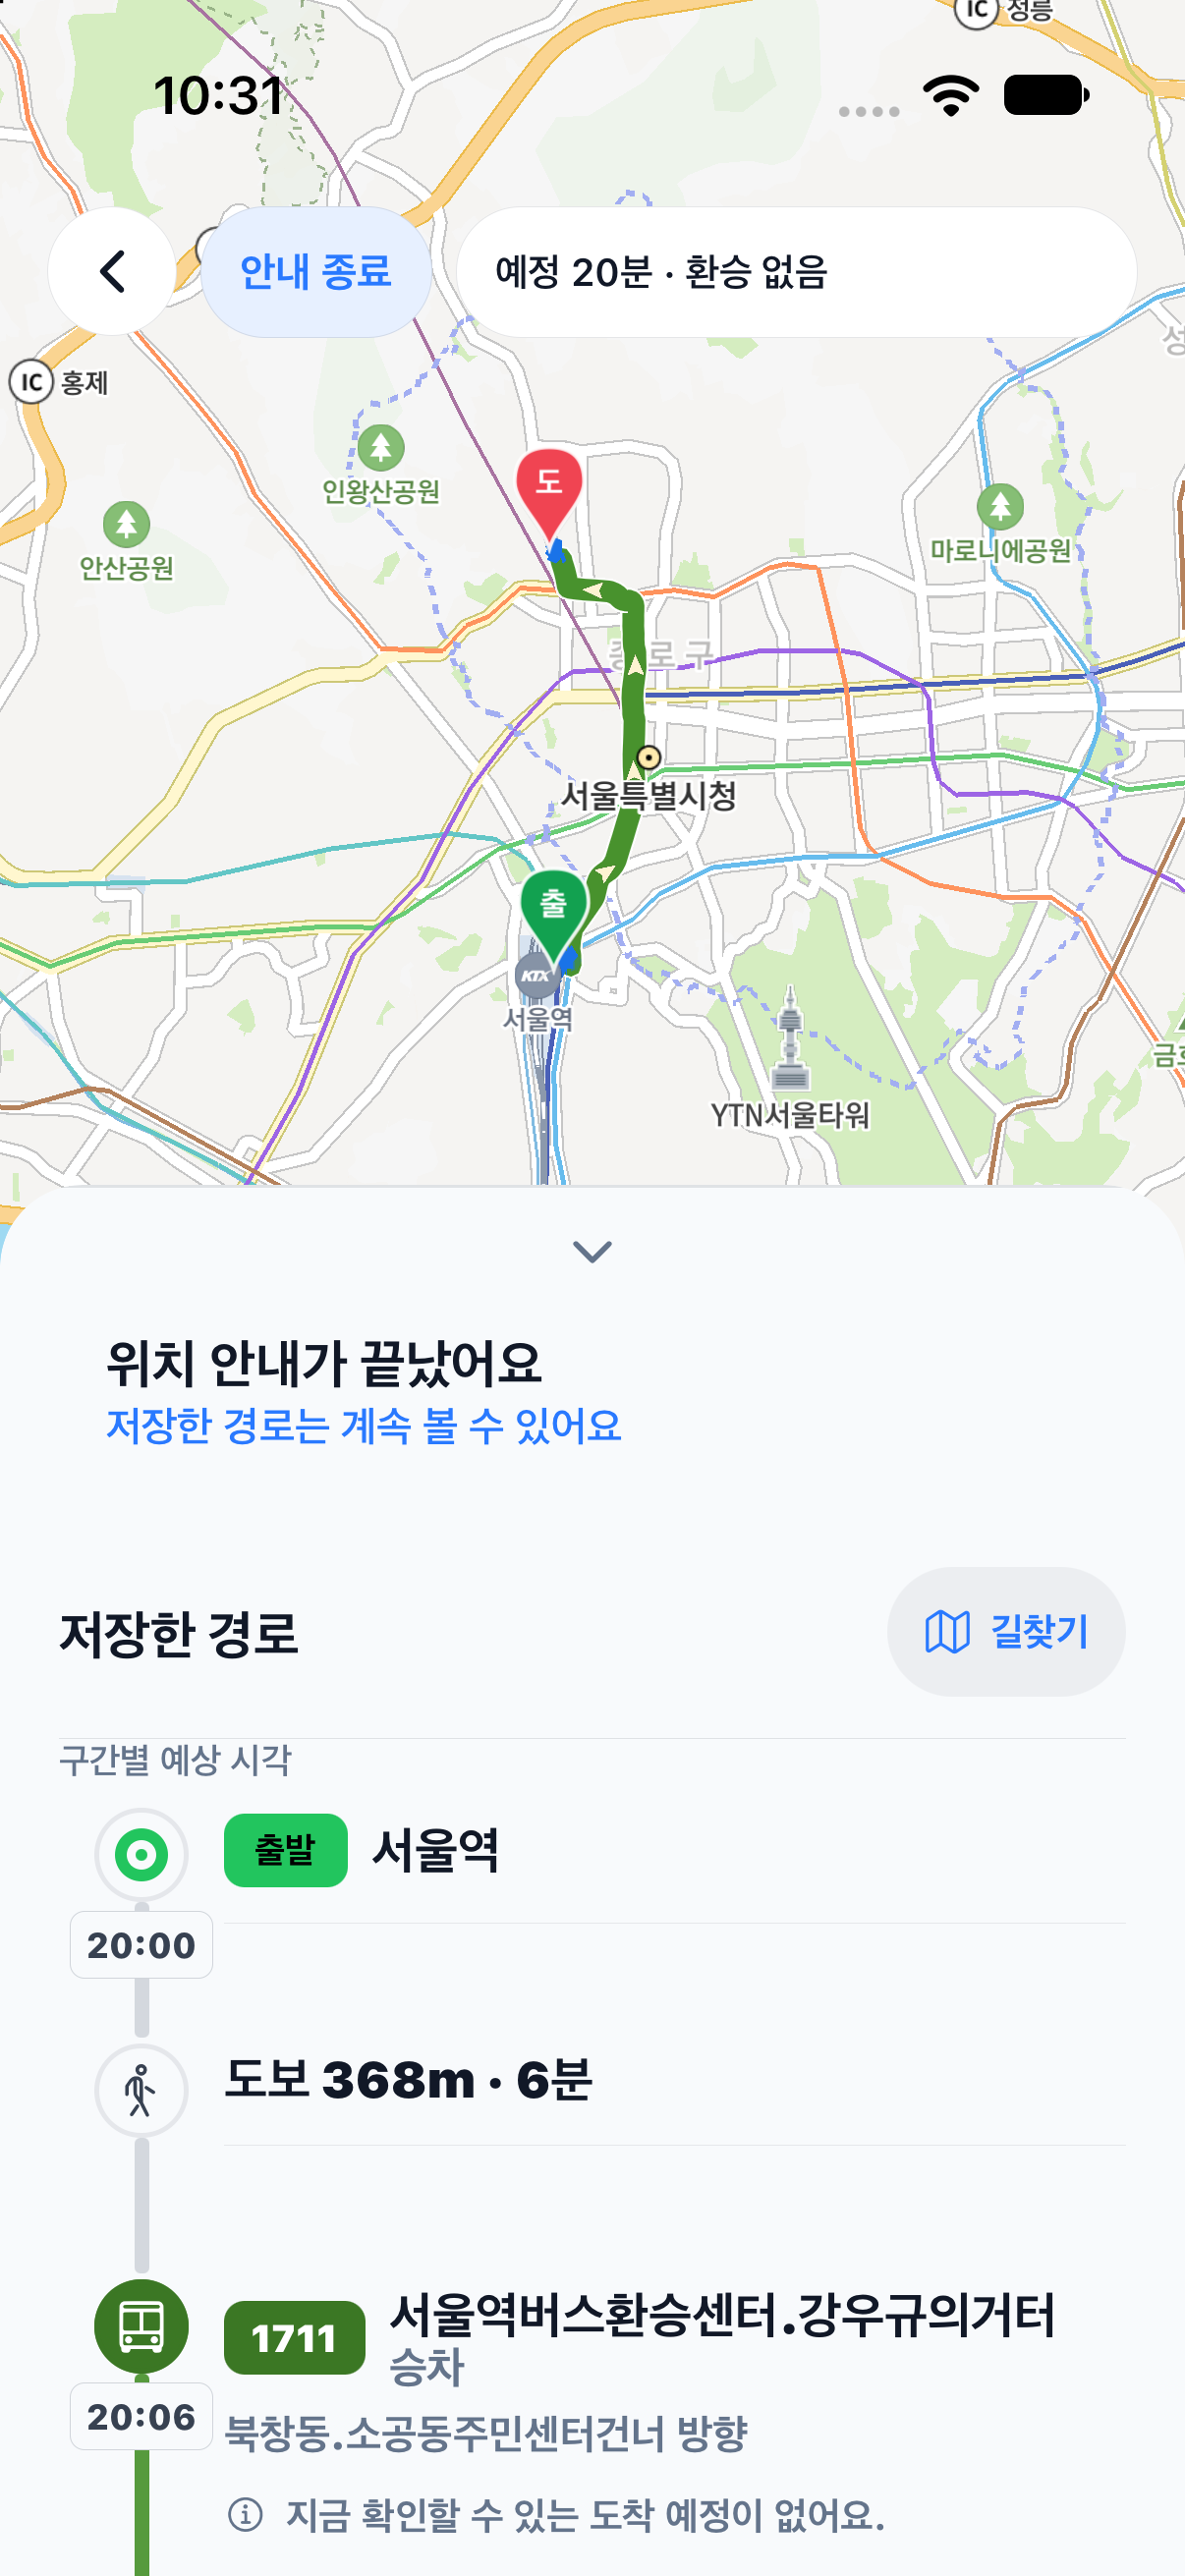 IC 정릉
10:31
안내 종료
예정 20분 · 환승 없음
IC 홍제
도
인왕산공원
안산공원
마로니에공원
구
서울특별시청
출
KTX
서울역
YTN서울타워
위치 안내가 끝났어요
저장한 경로는 계속 볼 수 있어요
저장한 경로
길찾기
구간별 예상 시각
출발 서울역
20:00
도보 368m · 6분
1711 서울역버스환승센터.강우규의거터
승차
20:06
북창동.소공동주민센터건너 방향
지금 확인할 수 있는 도착 예정이 없어요.